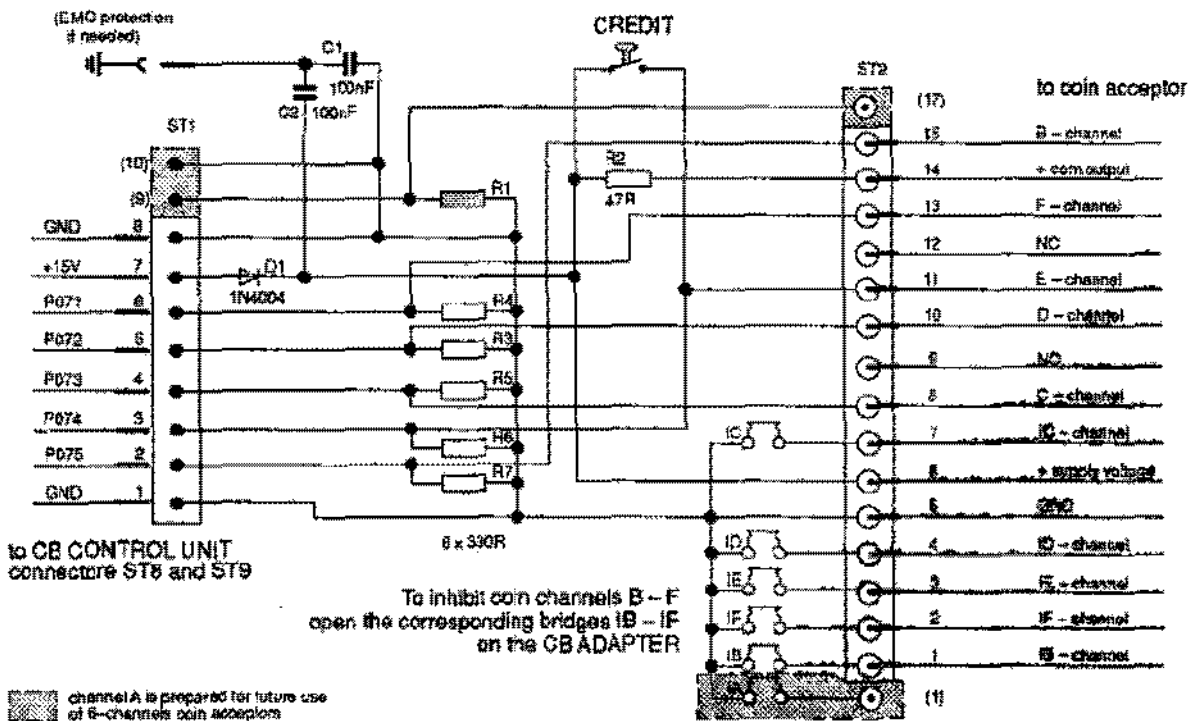 (EMC protection
if needed)
C1
100nF
C2 100nF
CREDIT
ST2
to coin acceptor
ST1
(10)
(9)
GND 8
+15V 7
P071 6
P072 5
P073 4
P074 3
P075 2
GND 1
D1
1N4004
R1
R4
R3
R5
R6
R7
6 x 330R
R2
47R
(17)
15 B - channel
14 + com.output
13 F - channel
12 NC
11 E - channel
10 D - channel
9 NC
8 C - channel
IC 7 IC - channel
6 + supply voltage
5 GND
ID 4 ID - channel
IE 3 IE - channel
IF 2 IF - channel
IB 1 IB - channel
(1)
to CB CONTROL UNIT
connectore ST8 and ST9
To inhibit coin channels B - F
open the corresponding bridges IB - IF
on the CB ADAPTER
channel A is prepared for future use
of 6-channels coin acceptors